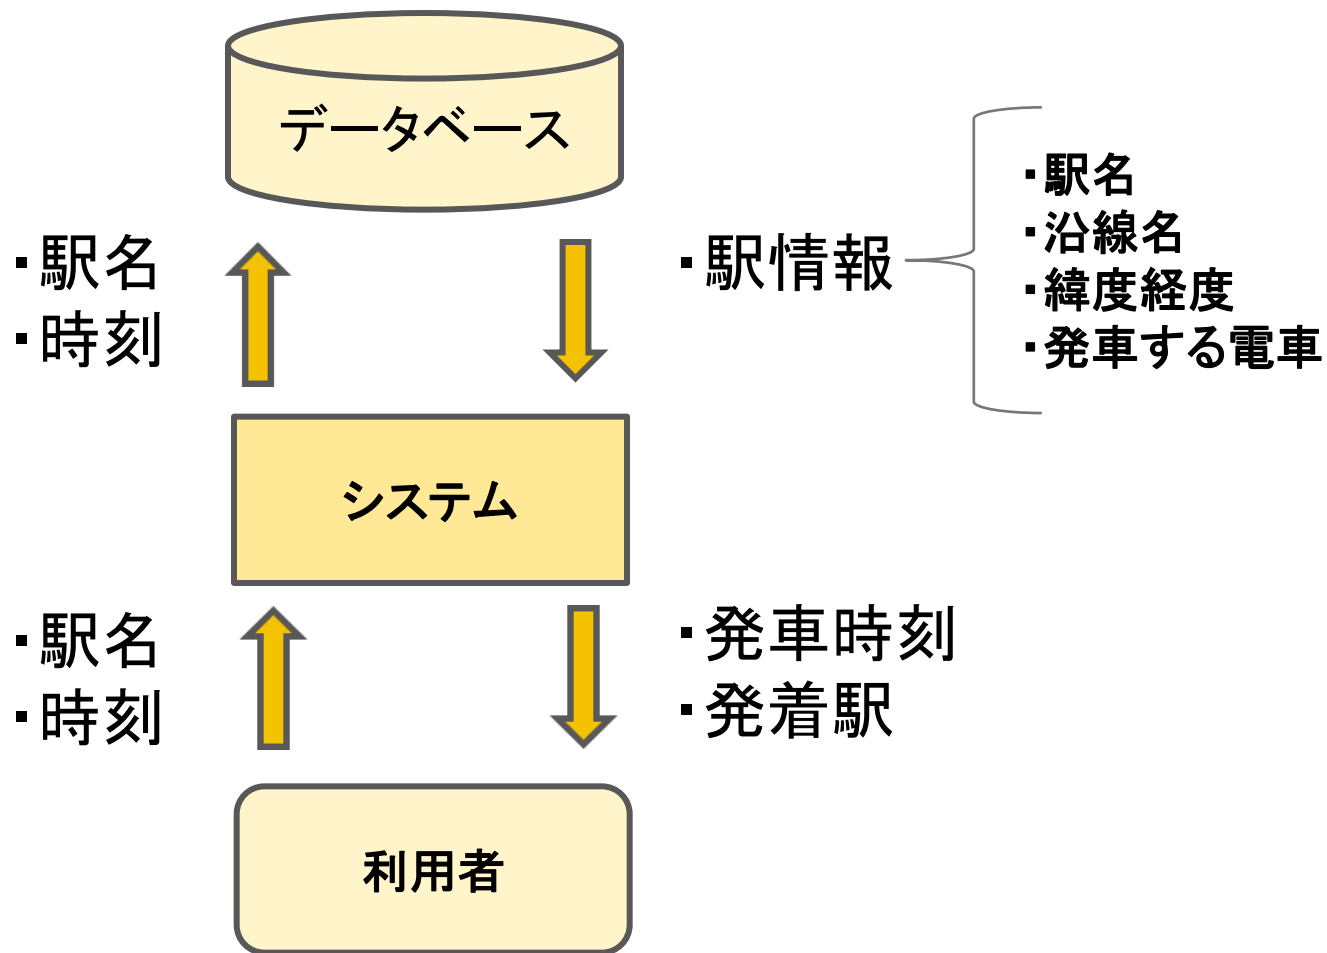 データベース
・駅名
・時刻
・駅情報
・駅名
・沿線名
・緯度経度
・発車する電車
システム
・駅名
・時刻
・発車時刻
・発着駅
利用者